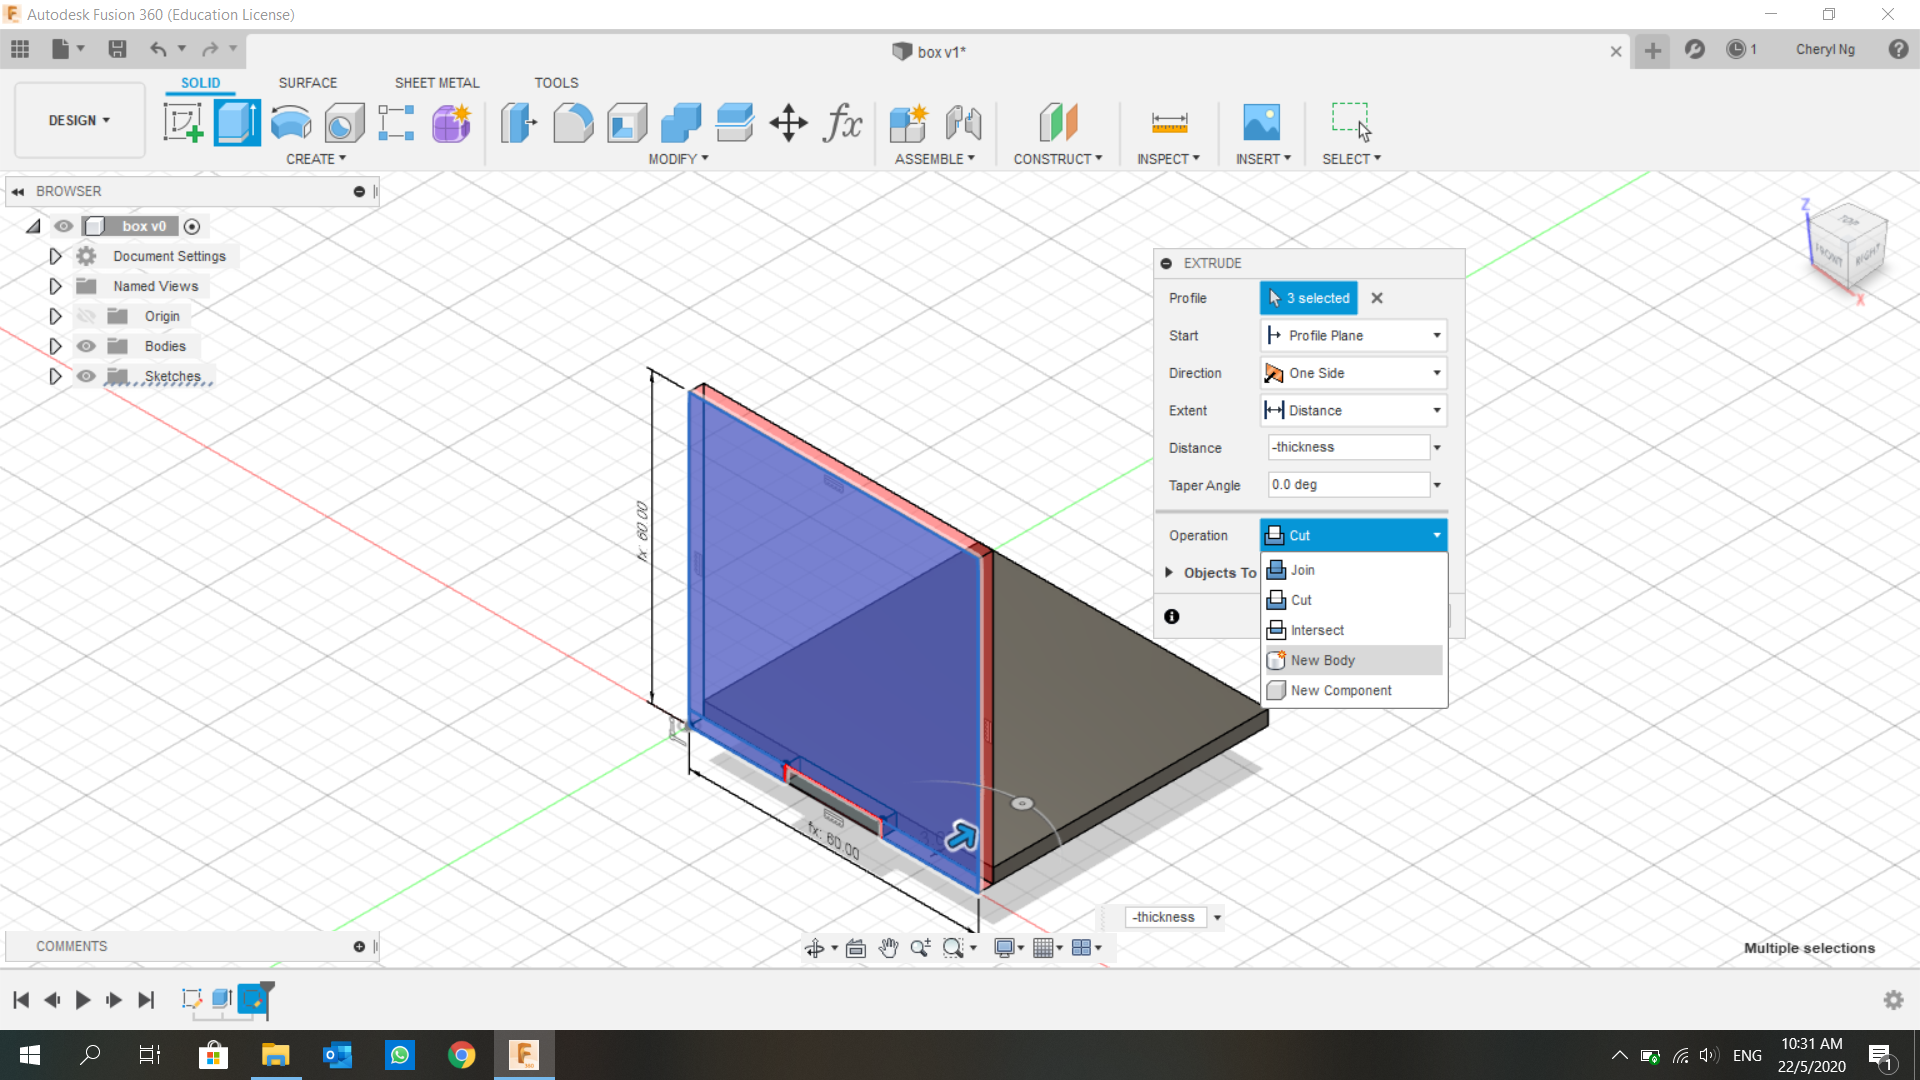 Autodesk Fusion 360 (Education License)
box v1*
1
Cheryl Ng
SOLID
SURFACE
SHEET METAL
TOOLS
DESIGN
CREATE
MODIFY
ASSEMBLE
CONSTRUCT
INSPECT
INSERT
SELECT
BROWSER
box v0
Document Settings
Named Views
Origin
Bodies
Sketches
Z
TOP
FRONT
RIGHT
X
EXTRUDE
Profile
3 selected
Start
Profile Plane
Direction
One Side
Extent
Distance
Distance
-thickness
Taper Angle
0.0 deg
Operation
Cut
Objects To
Join
Cut
Intersect
New Body
New Component
fx: 60.00
fx: 60.00
-thickness
COMMENTS
Multiple selections
ENG
10:31 AM
22/5/2020
1